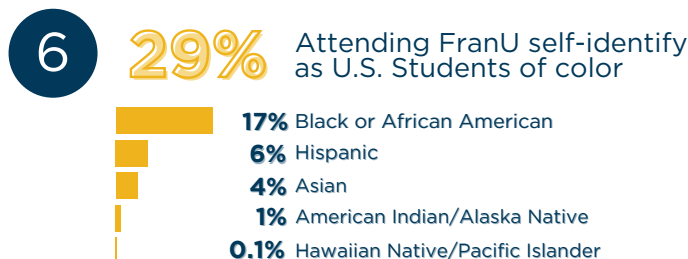 6
29%
Attending FranU self-identify
as U.S. Students of color
17% Black or African American
6% Hispanic
4% Asian
1% American Indian/Alaska Native
0.1% Hawaiian Native/Pacific Islander